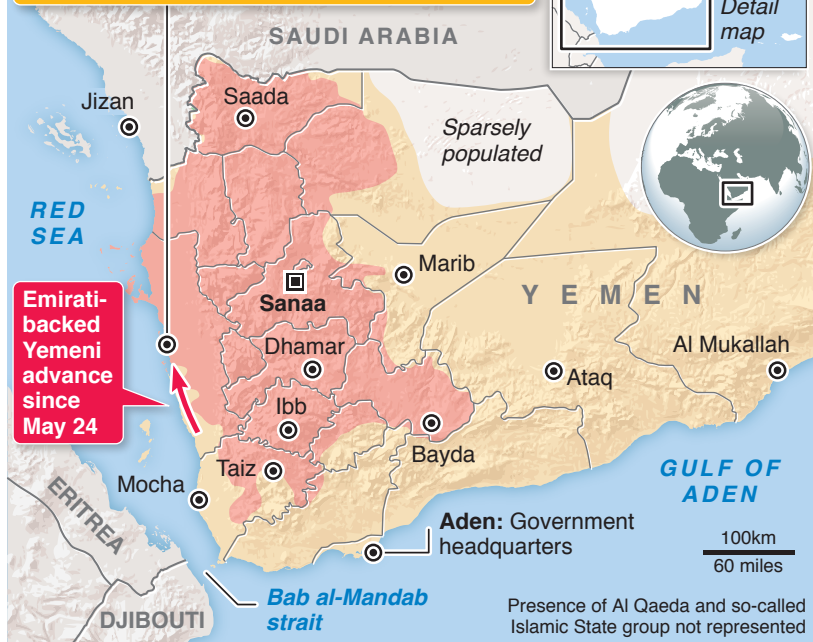 Detail
map
SAUDI ARABIA
Jizan
Saada
Sparsely
populated
RED
SEA
Marib
Sanaa
YEMEN
Emirati-
backed
Yemeni
advance
since
May 24
Dhamar
Al Mukallah
Ataq
Ibb
Bayda
Taiz
Mocha
GULF OF
ADEN
ERITREA
Aden: Government
headquarters
100km
60 miles
Bab al-Mandab
strait
DJIBOUTI
Presence of Al Qaeda and so-called
Islamic State group not represented